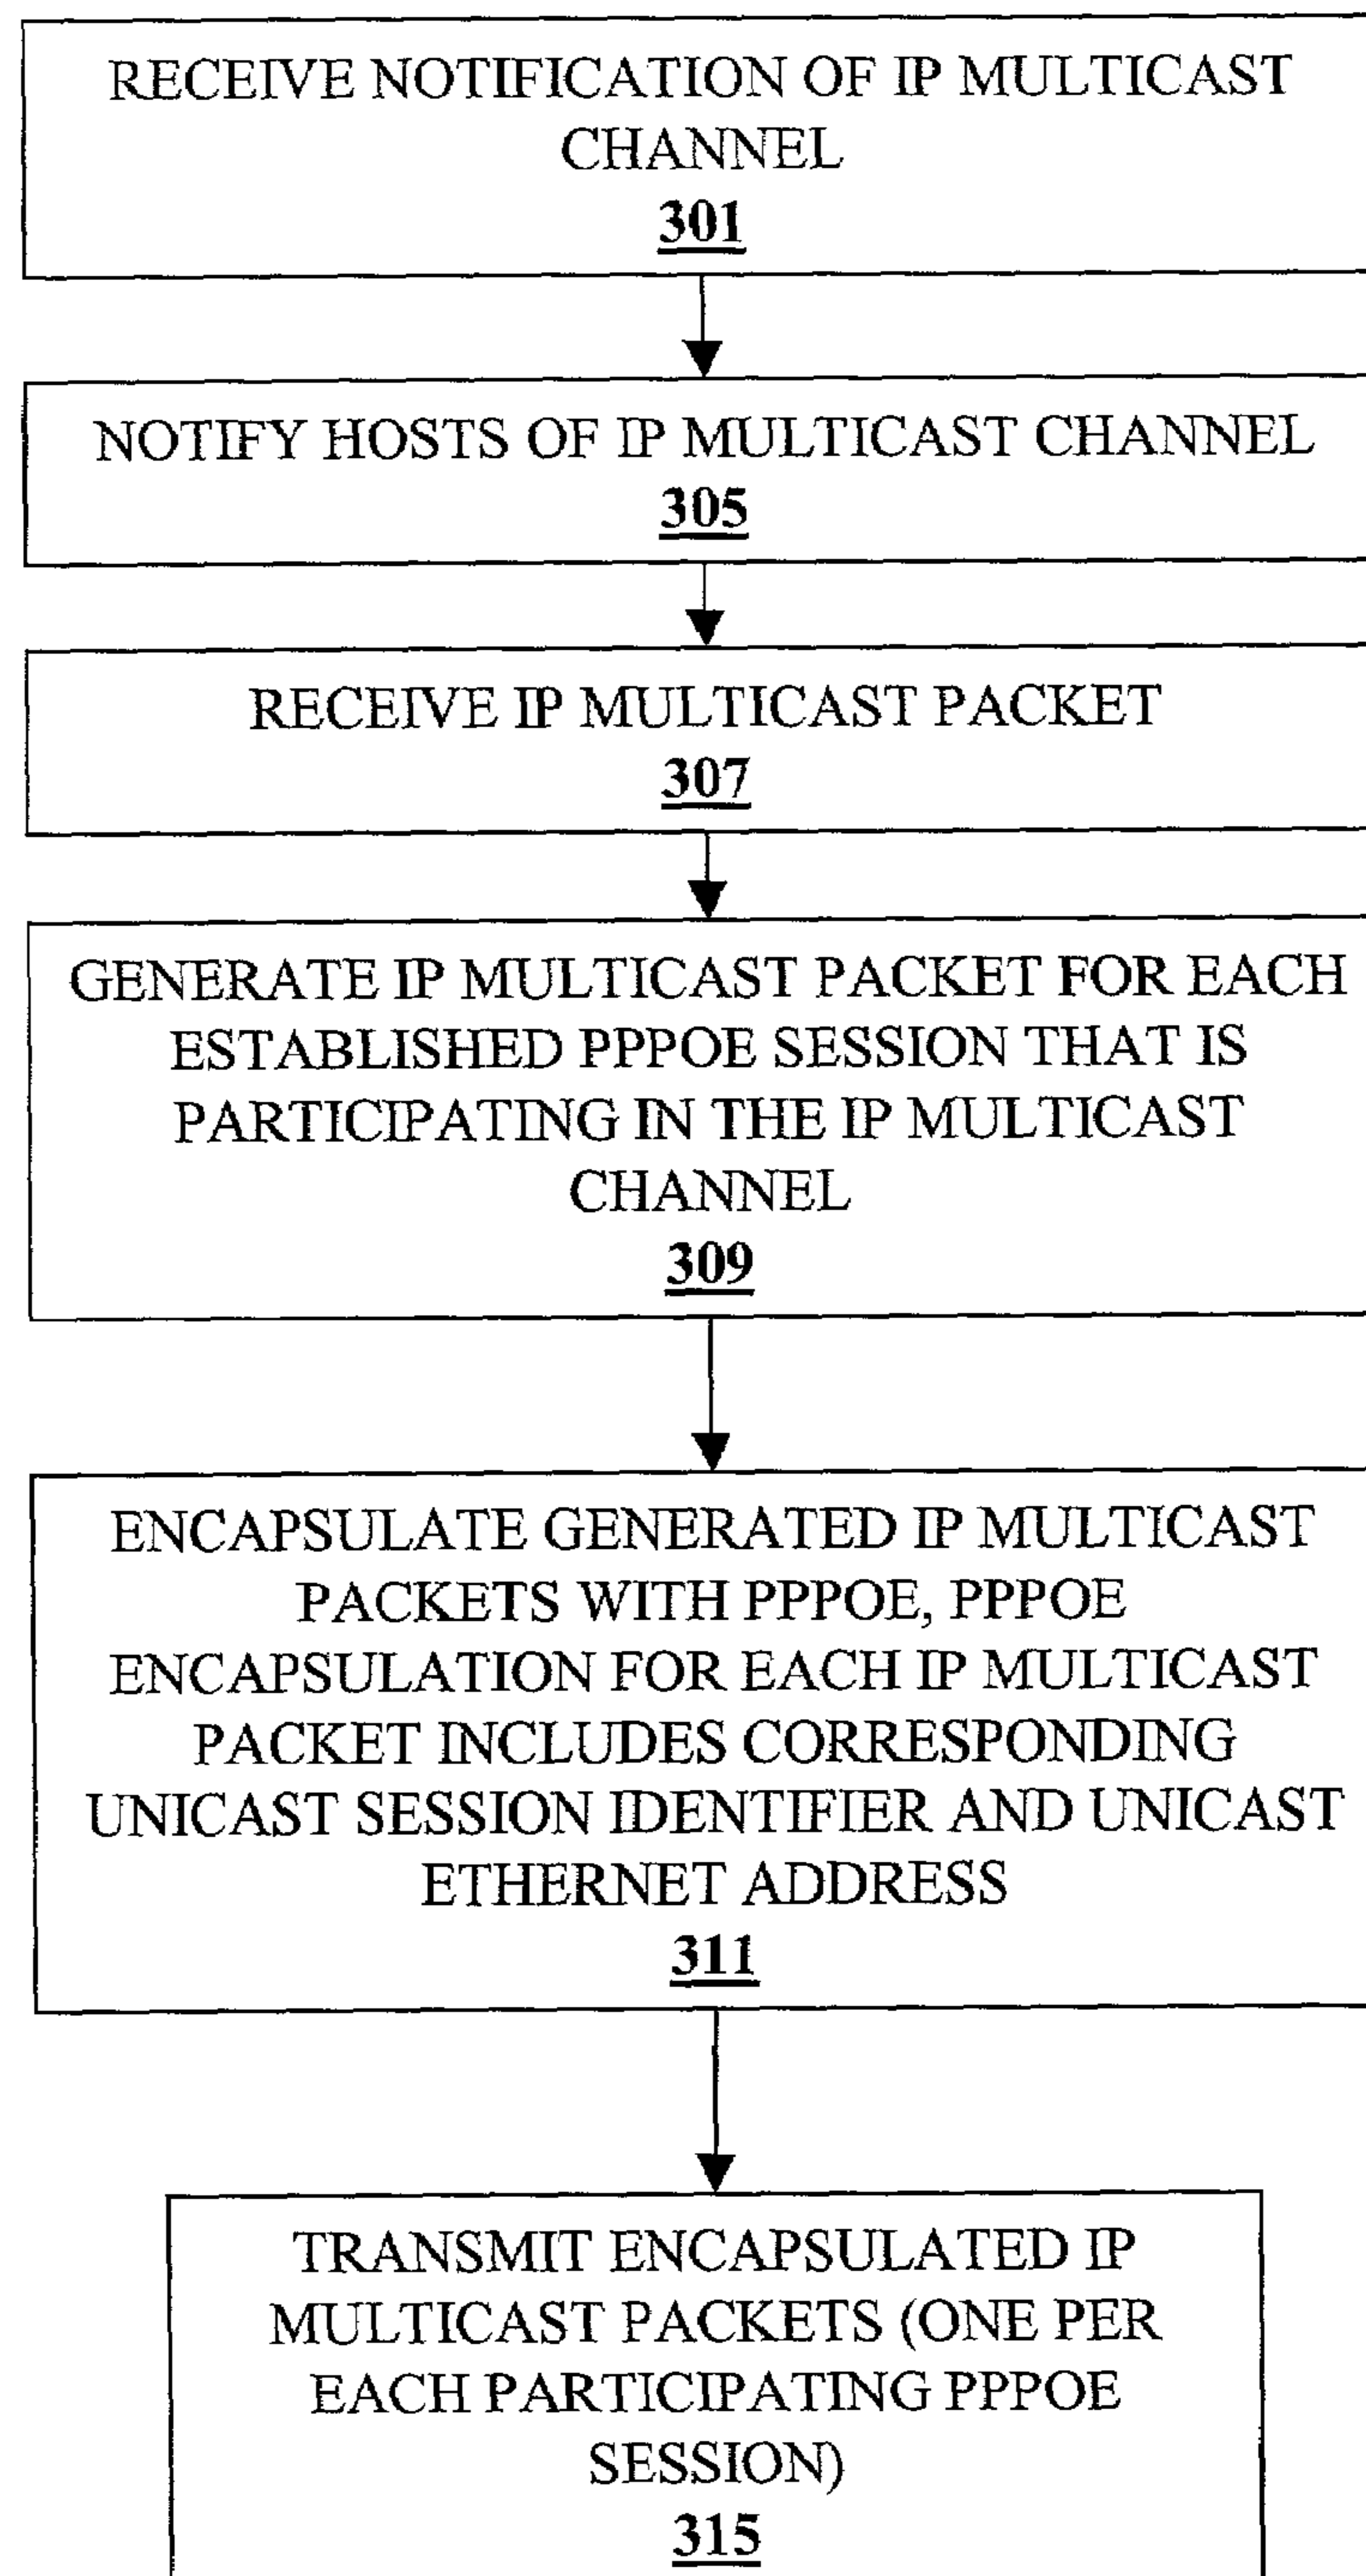 RECEIVE NOTIFICATION OF IP MULTICAST
CHANNEL
301
NOTIFY HOSTS OF IP MULTICAST CHANNEL
305
RECEIVE IP MULTICAST PACKET
307
GENERATE IP MULTICAST PACKET FOR EACH
ESTABLISHED PPPOE SESSION THAT IS
PARTICIPATING IN THE IP MULTICAST
CHANNEL
309
ENCAPSULATE GENERATED IP MULTICAST
PACKETS WITH PPPOE, PPPOE
ENCAPSULATION FOR EACH IP MULTICAST
PACKET INCLUDES CORRESPONDING
UNICAST SESSION IDENTIFIER AND UNICAST
ETHERNET ADDRESS
311
TRANSMIT ENCAPSULATED IP
MULTICAST PACKETS (ONE PER
EACH PARTICIPATING PPPOE
SESSION)
315